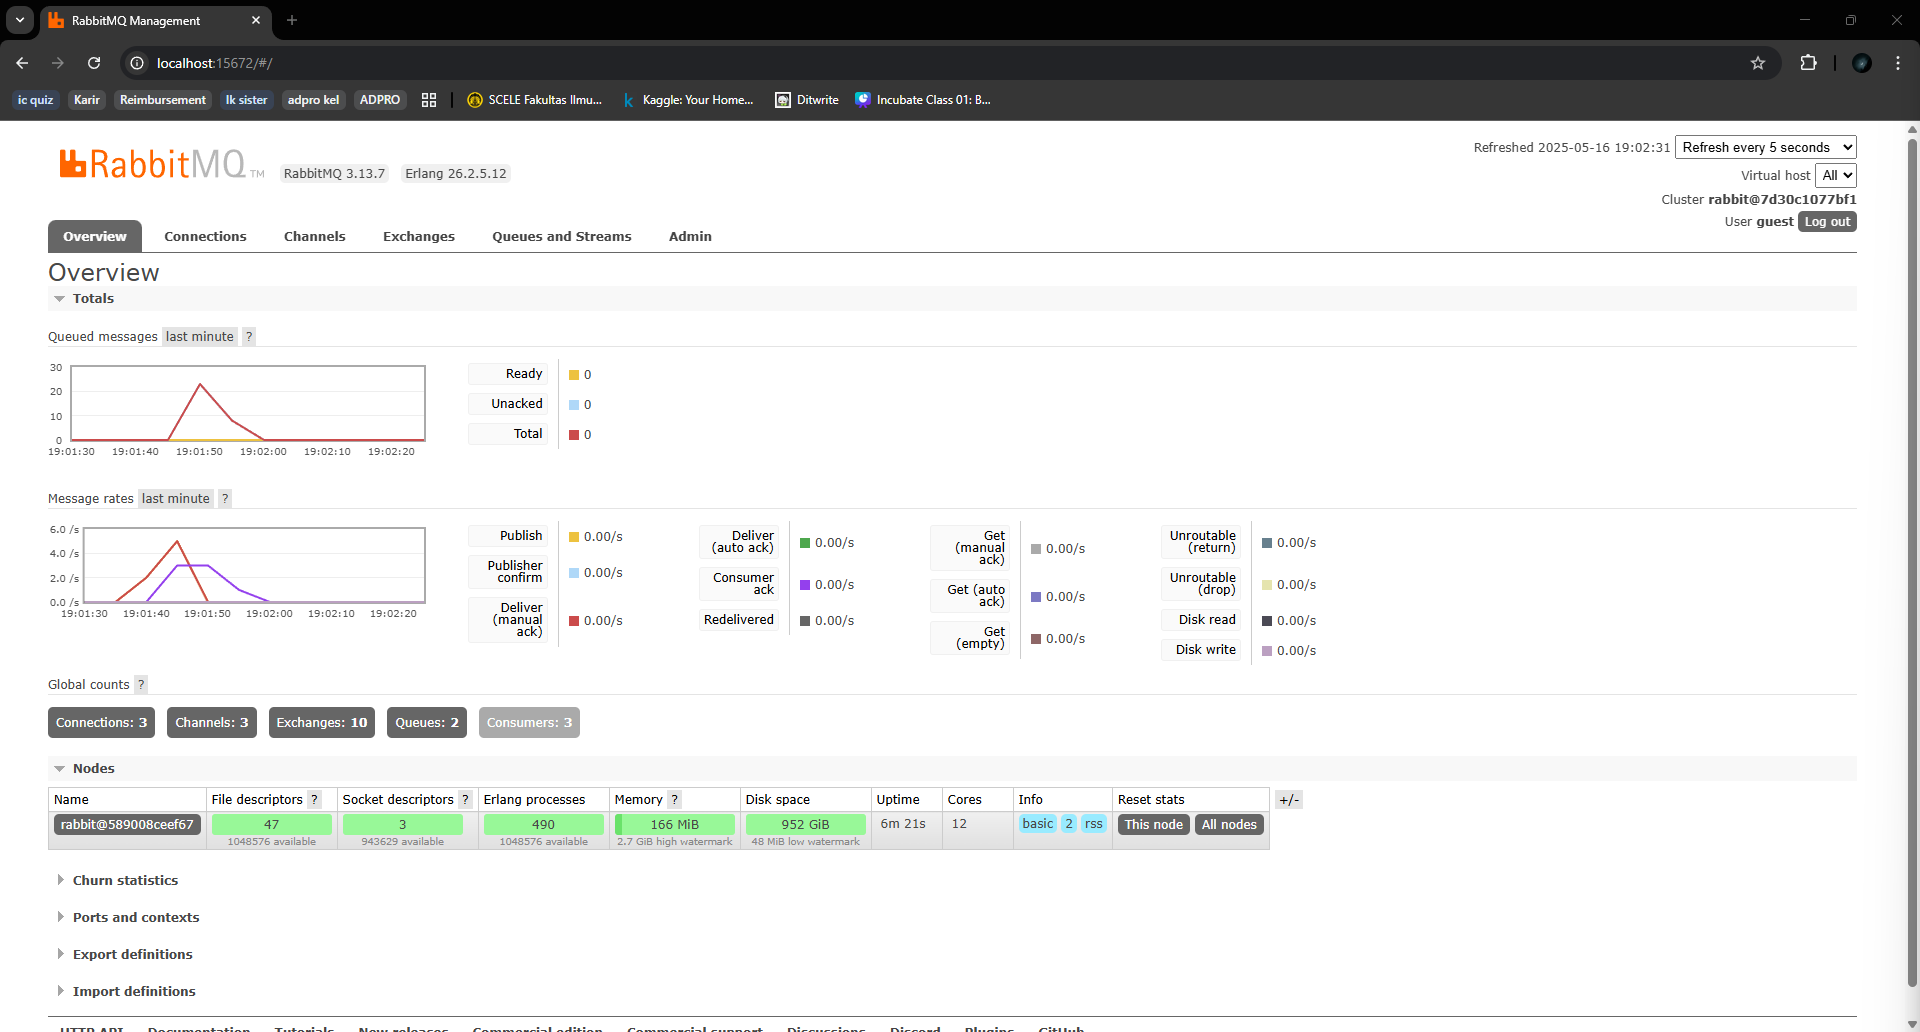 RabbitMQ Management
localhost:15672/#/
ic quiz Karir Reimbursement lk sister adpro kel ADPRO SCELE Fakultas Ilmu... Kaggle: Your Home... Ditwrite Incubate Class 01: B...
RabbitMQ TM RabbitMQ 3.13.7 Erlang 26.2.5.12
Refreshed 2025-05-16 19:02:31 Refresh every 5 seconds
Virtual host All
Cluster rabbit@7d30c1077bf1
User guest Log out
Overview Connections Channels Exchanges Queues and Streams Admin
Overview
Totals
Queued messages last minute ?
30
20
10
0
19:01:30 19:01:40 19:01:50 19:02:00 19:02:10 19:02:20
Ready 0
Unacked 0
Total 0
Message rates last minute ?
6.0 /s
4.0 /s
2.0 /s
0.0 /s
19:01:30 19:01:40 19:01:50 19:02:00 19:02:10 19:02:20
Publish 0.00/s
Publisher
confirm 0.00/s
Deliver
(manual
ack) 0.00/s
Deliver
(auto ack) 0.00/s
Consumer
ack 0.00/s
Redelivered 0.00/s
Get
(manual
ack) 0.00/s
Get (auto
ack) 0.00/s
Get
(empty) 0.00/s
Unroutable
(return) 0.00/s
Unroutable
(drop) 0.00/s
Disk read 0.00/s
Disk write 0.00/s
Global counts ?
Connections: 3 Channels: 3 Exchanges: 10 Queues: 2 Consumers: 3
Nodes
Name File descriptors ? Socket descriptors ? Erlang processes Memory ? Disk space Uptime Cores Info Reset stats +/-
rabbit@589008ceef67 47 3 490 166 MiB 952 GiB 6m 21s 12 basic 2 rss This node All nodes
1048576 available 943629 available 1048576 available 2.7 GiB high watermark 48 MiB low watermark
Churn statistics
Ports and contexts
Export definitions
Import definitions
HTTP API Documentation Tutorials New releases Commercial edition Commercial support Discussions Discord Plugins GitHub